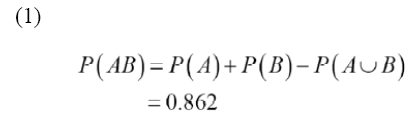 (1)
P(AB) = P(A) + P(B) − P(A ∪ B)
= 0.862